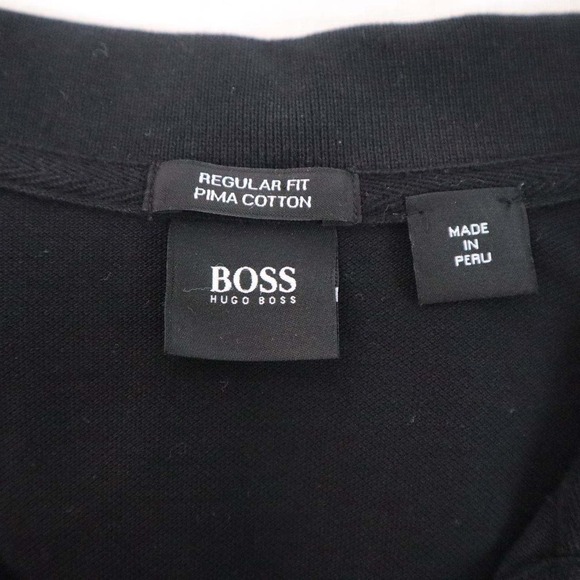 REGULAR FIT
PIMA COTTON
BOSS
HUGO BOSS
MADE
IN
PERU